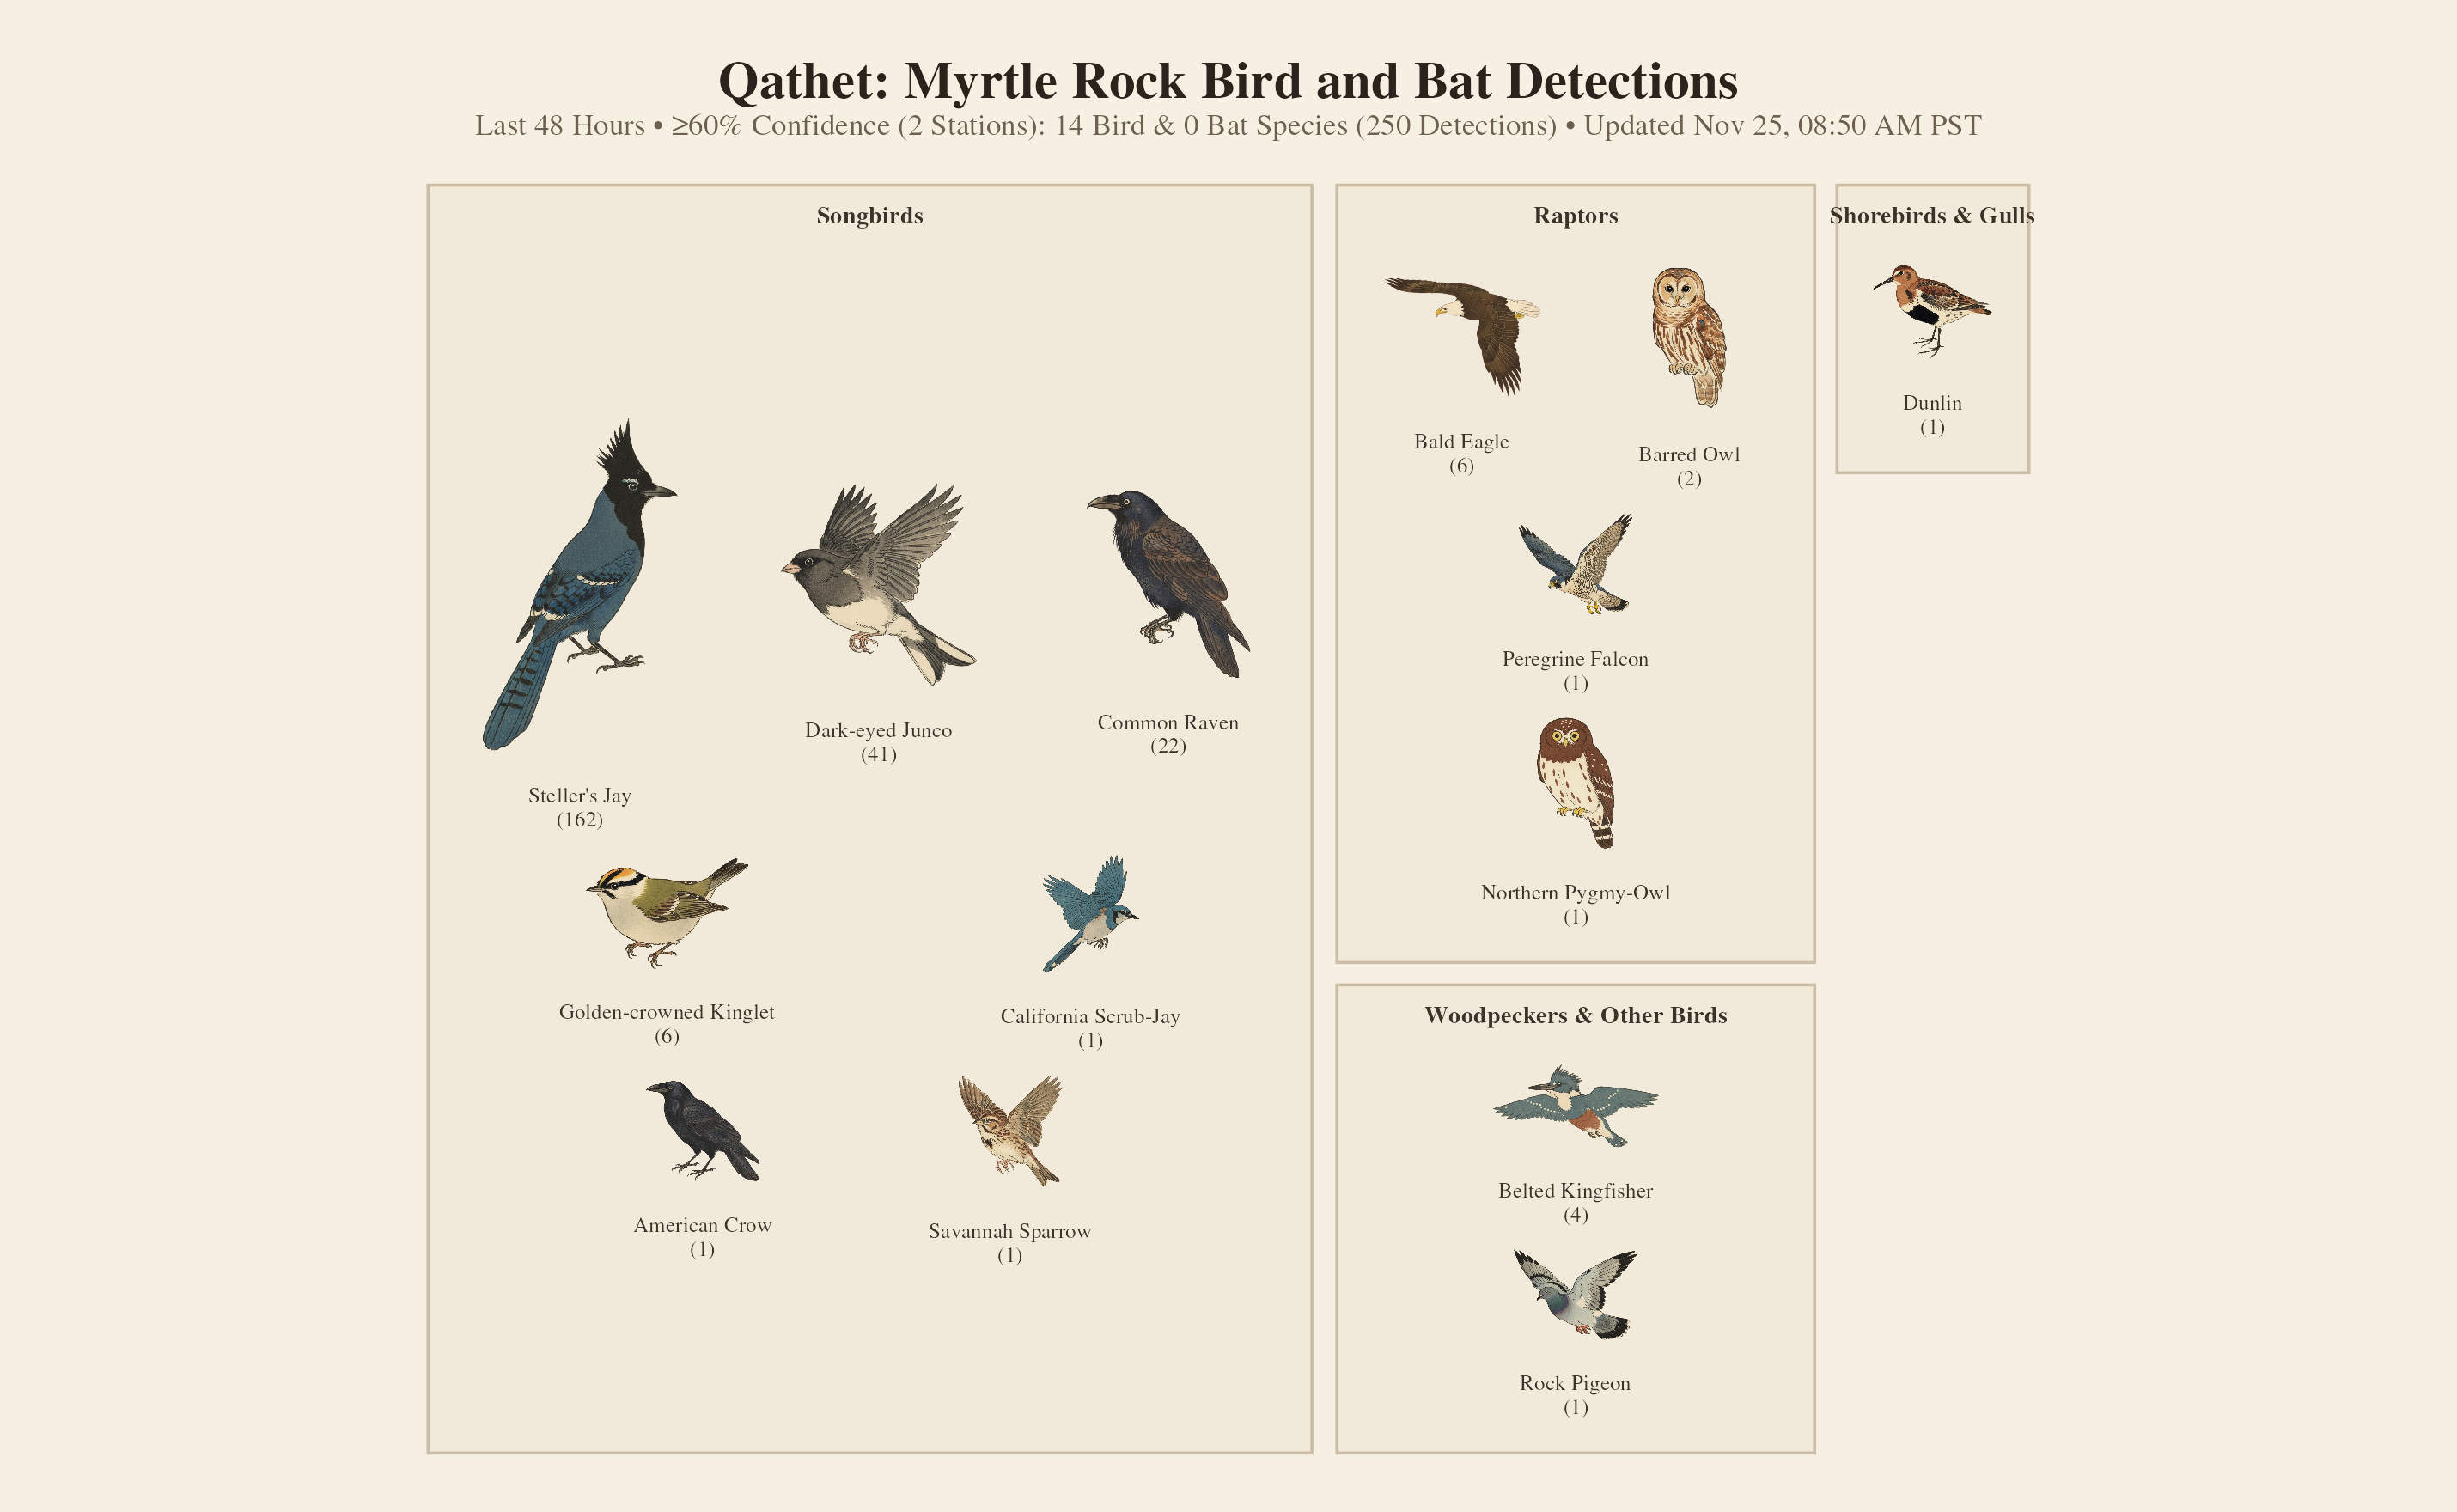 Qathet: Myrtle Rock Bird and Bat Detections
Last 48 Hours • ≥60% Confidence (2 Stations): 14 Bird & 0 Bat Species (250 Detections) • Updated Nov 25, 08:50 AM PST
Songbirds
Steller's Jay
(162)
Dark-eyed Junco
(41)
Common Raven
(22)
Golden-crowned Kinglet
(6)
California Scrub-Jay
(1)
American Crow
(1)
Savannah Sparrow
(1)
Raptors
Bald Eagle
(6)
Barred Owl
(2)
Peregrine Falcon
(1)
Northern Pygmy-Owl
(1)
Woodpeckers & Other Birds
Belted Kingfisher
(4)
Rock Pigeon
(1)
Shorebirds & Gulls
Dunlin
(1)